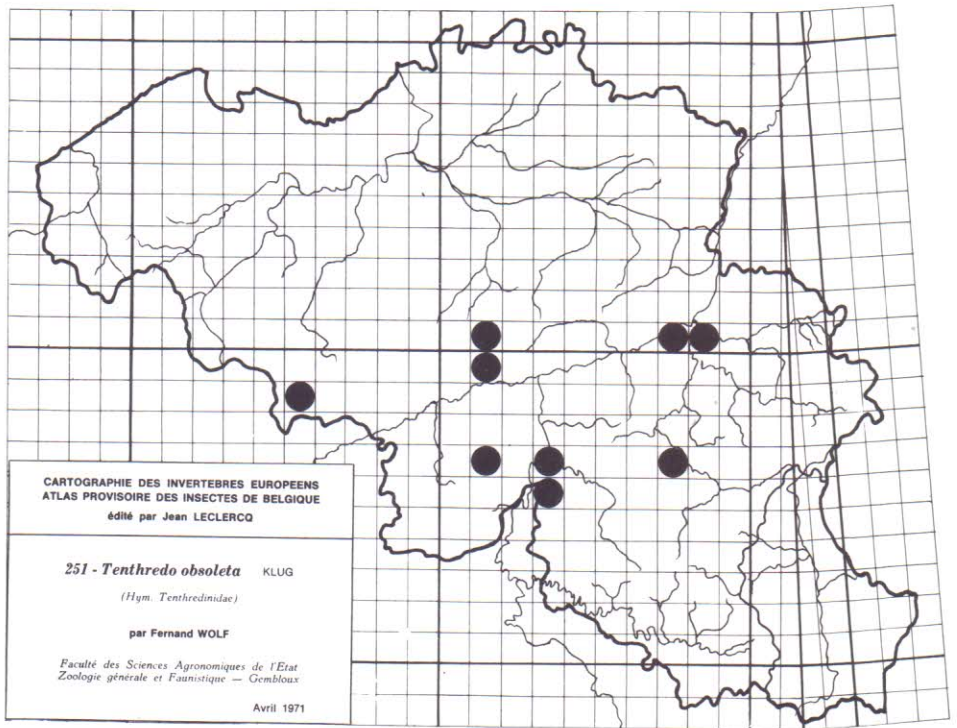 CARTOGRAPHIE DES INVERTEBRES EUROPEENS
ATLAS PROVISOIRE DES INSECTES DE BELGIQUE
édité par Jean LECLERCQ
251 - Tenthredo obsoleta KLUG
(Hym. Tenthredinidae)
par Fernand WOLF
Faculté des Sciences Agronomiques de l'Etat
Zoologie générale et Faunistique — Gembloux
Avril 1971